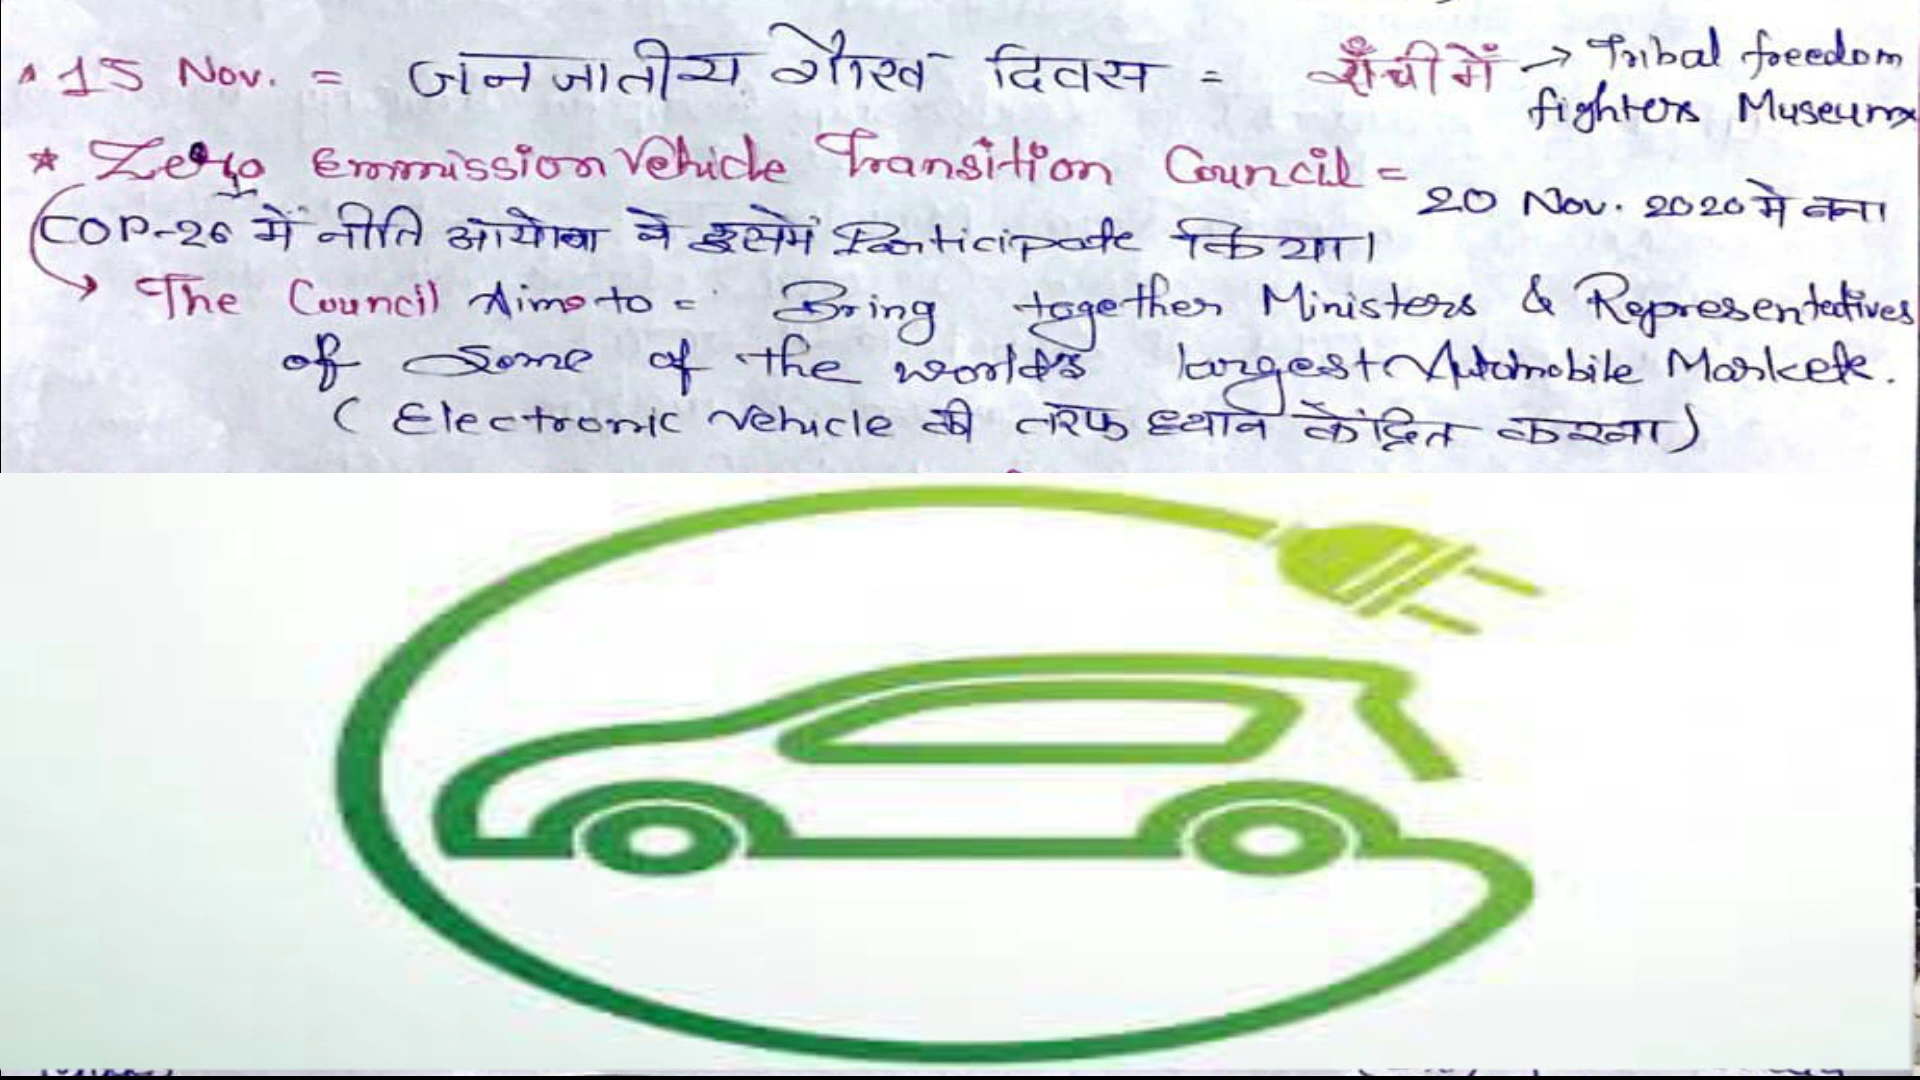 15 Nov. = जनजातीय गौरव दिवस = राँची में → Tribal freedom
fighters Museum
* Zero Emmission Vehicle Transition Council = 20 Nov. 2020 मे बना
COP-26 में नीति आयोग ने इसमें Participate किया।
→ The Council Aims to = Bring together Ministers & Representatives
of Some of the world's largest Automobile Markets.
( Electronic Vehicle की तरफ ध्यान केंद्रित करना )